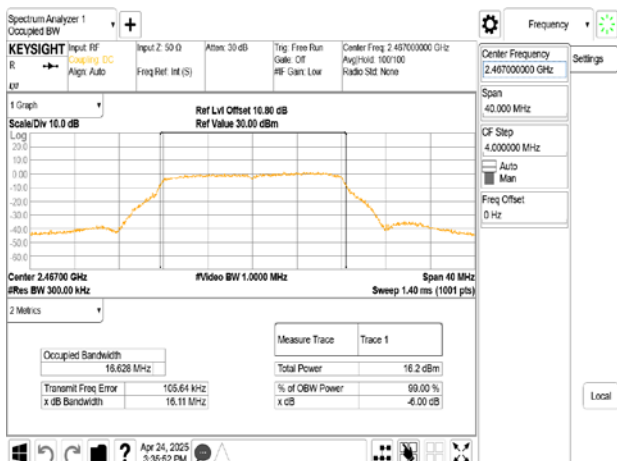 Spectrum Analyzer 1
Occupied BW
Frequency
KEYSIGHT
R
Input: RF
Coupling: DC
Align: Auto
Input Z: 50 Ω
Freq Ref: Int (S)
Atten: 30 dB
Trig: Free Run
Gate: Off
#IF Gain: Low
Center Freq: 2.467000000 GHz
Avg|Hold: 100/100
Radio Std: None
Center Frequency
2.467000000 GHz
Settings
Span
40.000 MHz
CF Step
4.000000 MHz
Auto
Man
Freq Offset
0 Hz
1 Graph
Scale/Div 10.0 dB
Ref Lvl Offset 10.80 dB
Ref Value 30.00 dBm
Log
20.0
10.0
0.00
-10.0
-20.0
-30.0
-40.0
-50.0
-60.0
Center 2.46700 GHz
#Res BW 300.00 kHz
#Video BW 1.0000 MHz
Span 40 MHz
Sweep 1.40 ms (1001 pts)
2 Metrics
Occupied Bandwidth
16.628 MHz
Transmit Freq Error 105.64 kHz
x dB Bandwidth 16.11 MHz
Measure Trace Trace 1
Total Power 16.2 dBm
% of OBW Power 99.00 %
x dB -6.00 dB
Local
Apr 24, 2025
3:35:52 PM